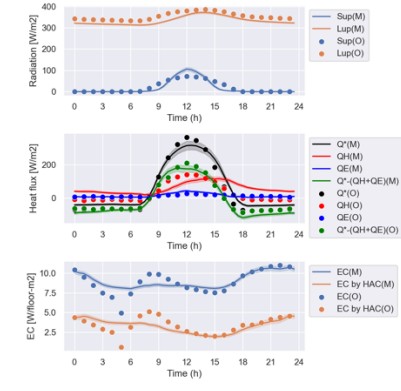 400
300
200
100
0
Radiation [W/m2]
0 3 6 9 12 15 18 21 24
Time (h)
Sup(M)
Lup(M)
Sup(O)
Lup(O)
200
0
Heat flux [W/m2]
0 3 6 9 12 15 18 21 24
Time (h)
Q*(M)
QH(M)
QE(M)
Q*-(QH+QE)(M)
Q*(O)
QH(O)
QE(O)
Q*-(QH+QE)(O)
10.0
7.5
5.0
2.5
EC [W/floor-m2]
0 3 6 9 12 15 18 21 24
Time (h)
EC(M)
EC by HAC(M)
EC(O)
EC by HAC(O)